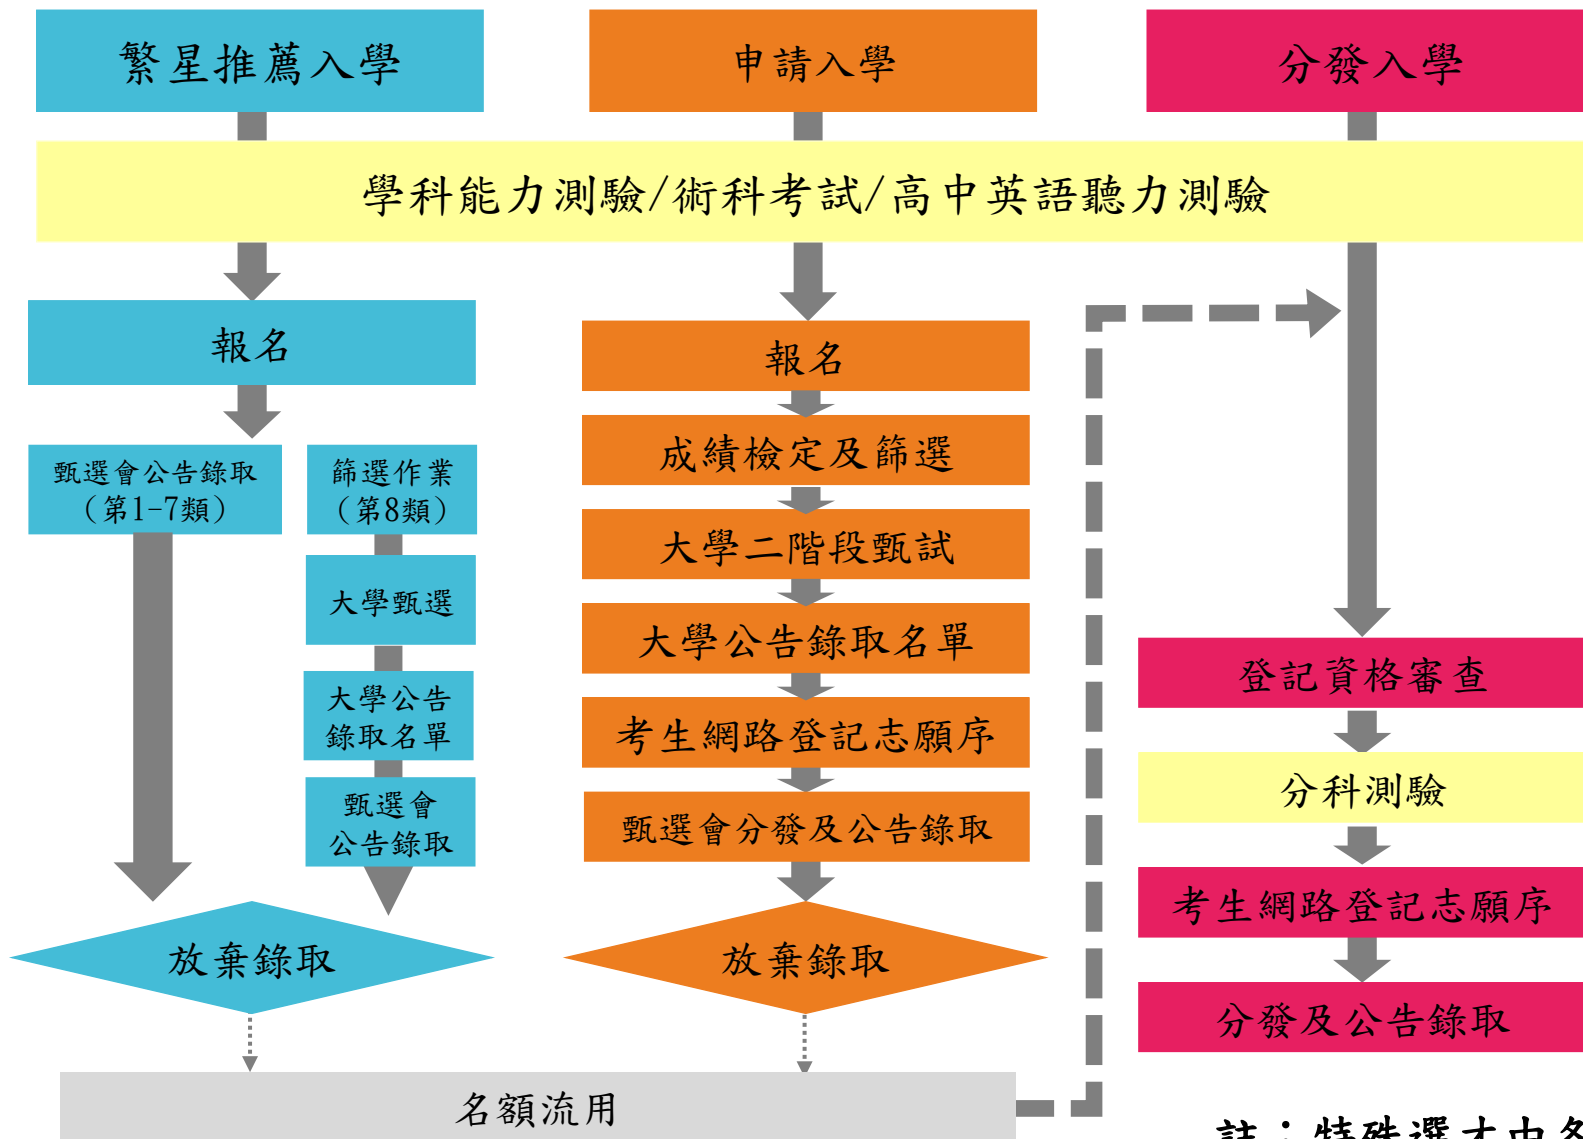 繁星推薦入學
申請入學
分發入學
學科能力測驗/術科考試/高中英語聽力測驗
報名
甄選會公告錄取
(第1-7類)
篩選作業
(第8類)
大學甄選
大學公告
錄取名單
甄選會
公告錄取
放棄錄取
報名
成績檢定及篩選
大學二階段甄試
大學公告錄取名單
考生網路登記志願序
甄選會分發及公告錄取
放棄錄取
名額流用
登記資格審查
分科測驗
考生網路登記志願序
分發及公告錄取
註：特殊選才由各